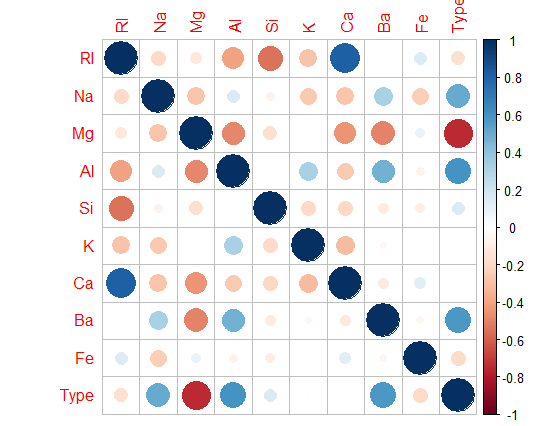 RI Na Mg Al Si K Ca Ba Fe Type
RI
Na
Mg
Al
Si
K
Ca
Ba
Fe
Type
1
0.8
0.6
0.4
0.2
0
-0.2
-0.4
-0.6
-0.8
-1